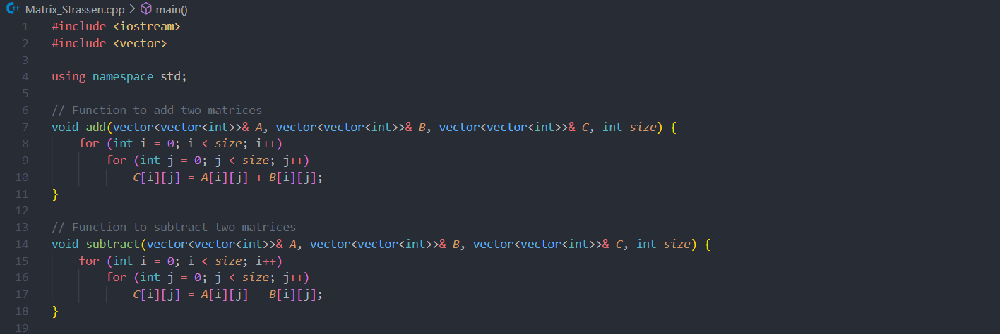 Matrix_Strassen.cpp > main()
1 #include <iostream>
2 #include <vector>
3
4 using namespace std;
5
6 // Function to add two matrices
7 void add(vector<vector<int>>& A, vector<vector<int>>& B, vector<vector<int>>& C, int size) {
8     for (int i = 0; i < size; i++)
9         for (int j = 0; j < size; j++)
10             C[i][j] = A[i][j] + B[i][j];
11 }
12
13 // Function to subtract two matrices
14 void subtract(vector<vector<int>>& A, vector<vector<int>>& B, vector<vector<int>>& C, int size) {
15     for (int i = 0; i < size; i++)
16         for (int j = 0; j < size; j++)
17             C[i][j] = A[i][j] - B[i][j];
18 }
19